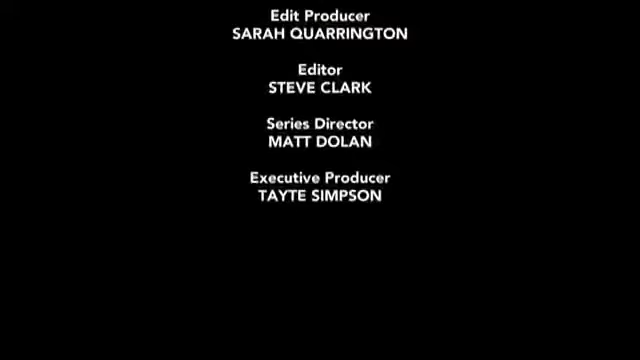 Edit Producer
SARAH QUARRINGTON
Editor
STEVE CLARK
Series Director
MATT DOLAN
Executive Producer
TAYTE SIMPSON